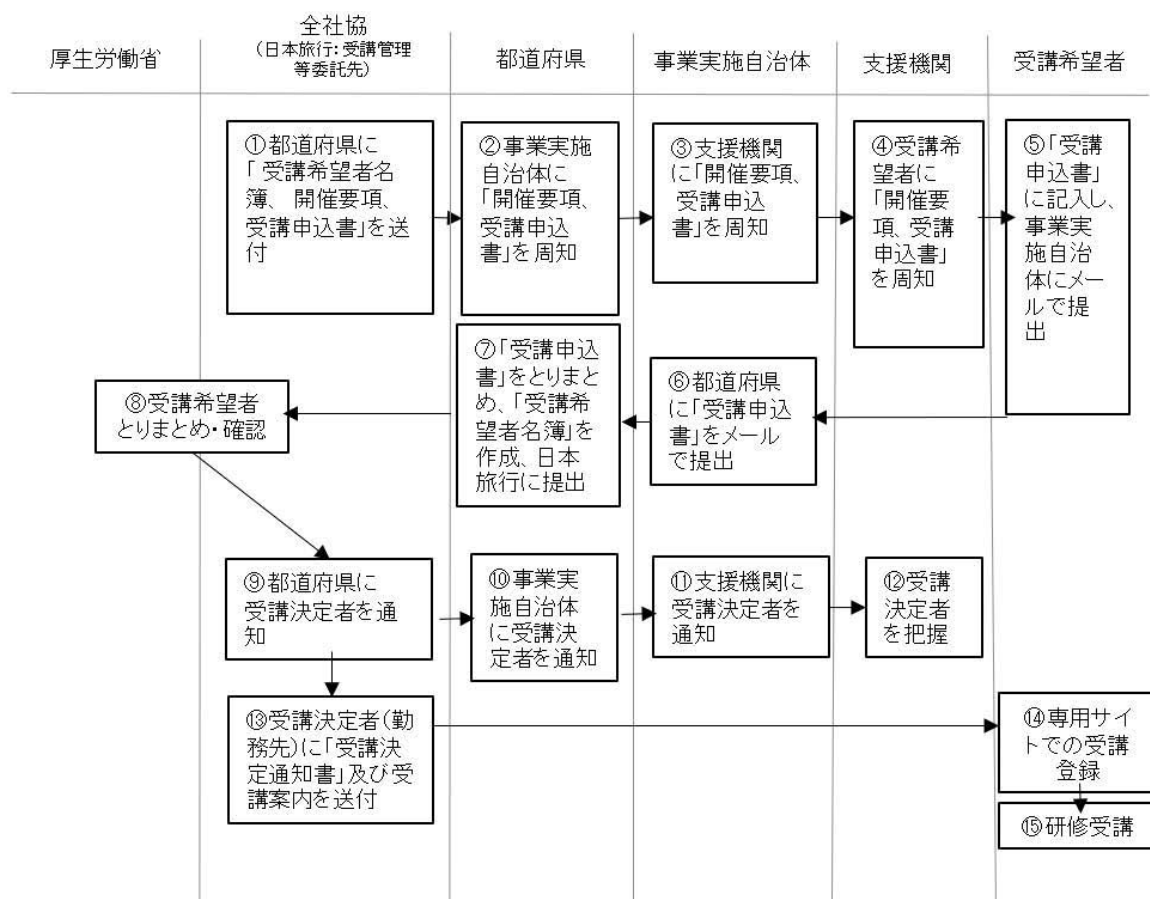 厚生労働省
全社協
（日本旅行：受講管理
等委託先）
都道府県
事業実施自治体
支援機関
受講希望者
①都道府県に
「受講希望者名
簿、 開催要項、
受講申込書」を送
付
②事業実施
自治体に
「開催要項、
受講申込
書」を周知
③支援機関
に「開催要項、
受講申込
書」を周知
④受講希
望者に
「開催要
項、受講
申込書」
を周知
⑤「受講
申込書」
に記入し、
事業実
施自治
体にメー
ルで提
出
⑥都道府県
に「受講申込
書」をメール
で提出
⑦「受講申込
書」をとりまと
め、「受講希
望者名簿」を
作成、日本
旅行に提出
⑧受講希望者
とりまとめ・確認
⑨都道府県に
受講決定者を通
知
⑩事業実
施自治体
に受講決
定者を通知
⑪支援機関に
受講決定者を
通知
⑫受講
決定者
を把握
⑬受講決定者（勤
務先）に「受講決
定通知書」及び受
講案内を送付
⑭専用サイ
トでの受講
登録
⑮研修受講